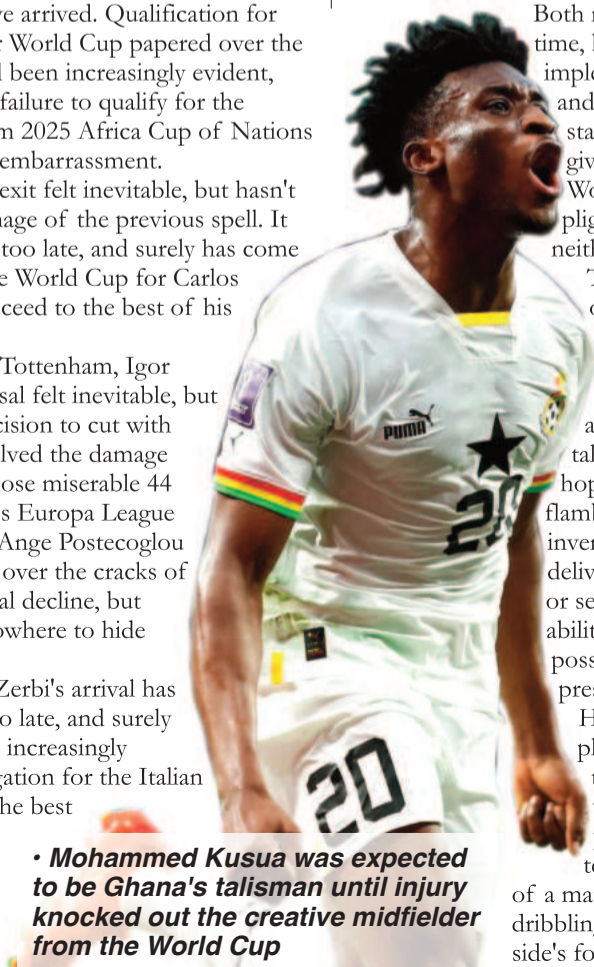 ve arrived. Qualification for
r World Cup papered over the
l been increasingly evident,
failure to qualify for the
m 2025 Africa Cup of Nations
embarrassment.
exit felt inevitable, but hasn't
nage of the previous spell. It
too late, and surely has come
e World Cup for Carlos
ceed to the best of his
Tottenham, Igor
sal felt inevitable, but
cision to cut with
lved the damage
ose miserable 44
s Europa League
Ange Postecoglou
over the cracks of
al decline, but
owhere to hide
Zerbi's arrival has
o late, and surely
increasingly
gation for the Italian
he best
PUMA
20
20
• Mohammed Kusua was expected
to be Ghana's talisman until injury
knocked out the creative midfielder
from the World Cup
Both
time,
imple
and
sta
giv
Wo
plig
neith
T
a
tal
hop
flamb
inver
deliv
or se
abilit
poss
pres
H
pl
to
of a ma
dribblin
side's fo